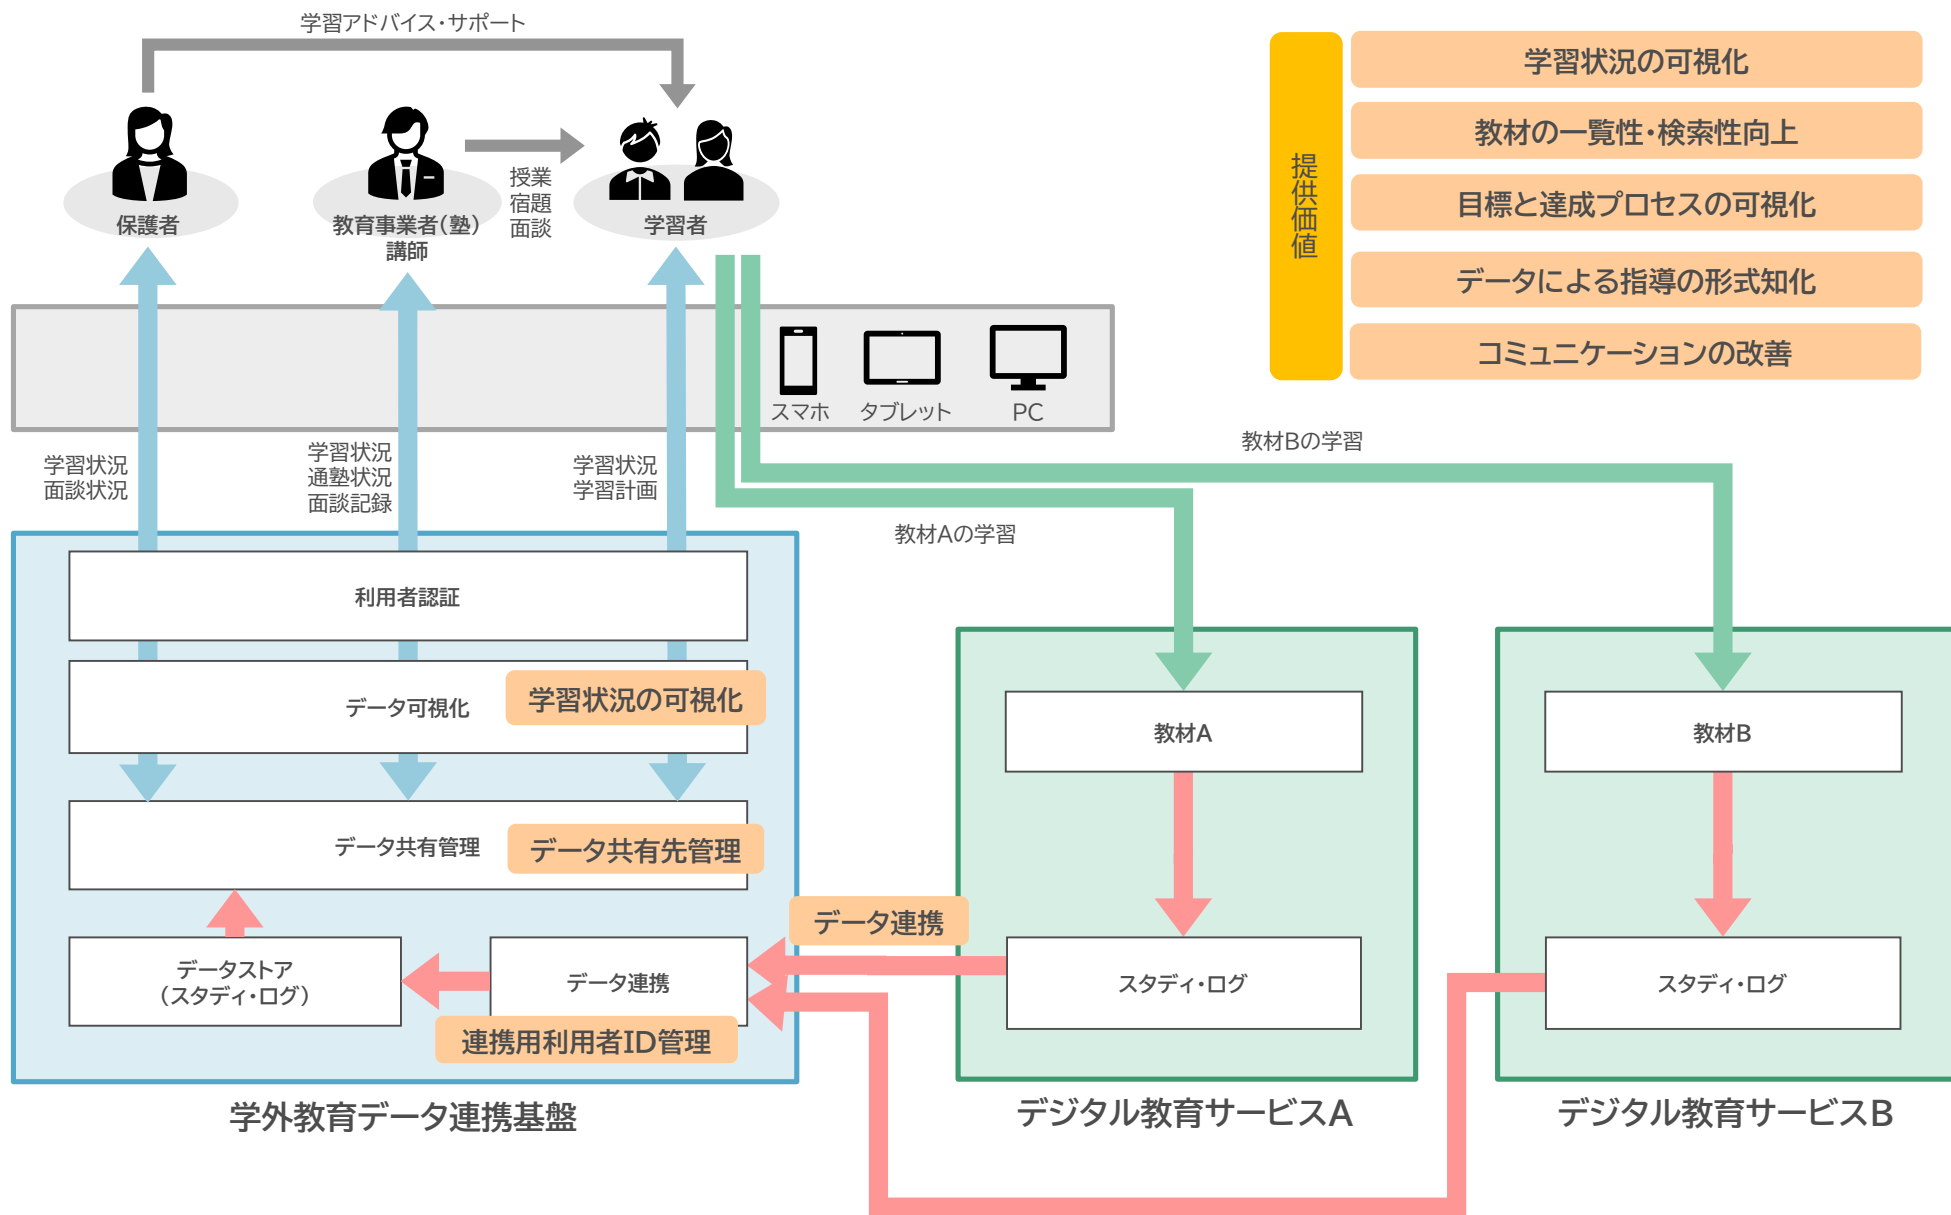 学習アドバイス・サポート
保護者
教育事業者(塾)
講師
授業
宿題
面談
学習者
提供価値
学習状況の可視化
教材の一覧性・検索性向上
目標と達成プロセスの可視化
データによる指導の形式知化
コミュニケーションの改善
スマホ
タブレット
PC
学習状況
面談状況
学習状況
通塾状況
面談記録
学習状況
学習計画
教材Bの学習
教材Aの学習
利用者認証
データ可視化
学習状況の可視化
データ共有管理
データ共有先管理
データ連携
データストア
(スタディ・ログ)
データ連携
連携用利用者ID管理
学外教育データ連携基盤
教材A
スタディ・ログ
デジタル教育サービスA
教材B
スタディ・ログ
デジタル教育サービスB